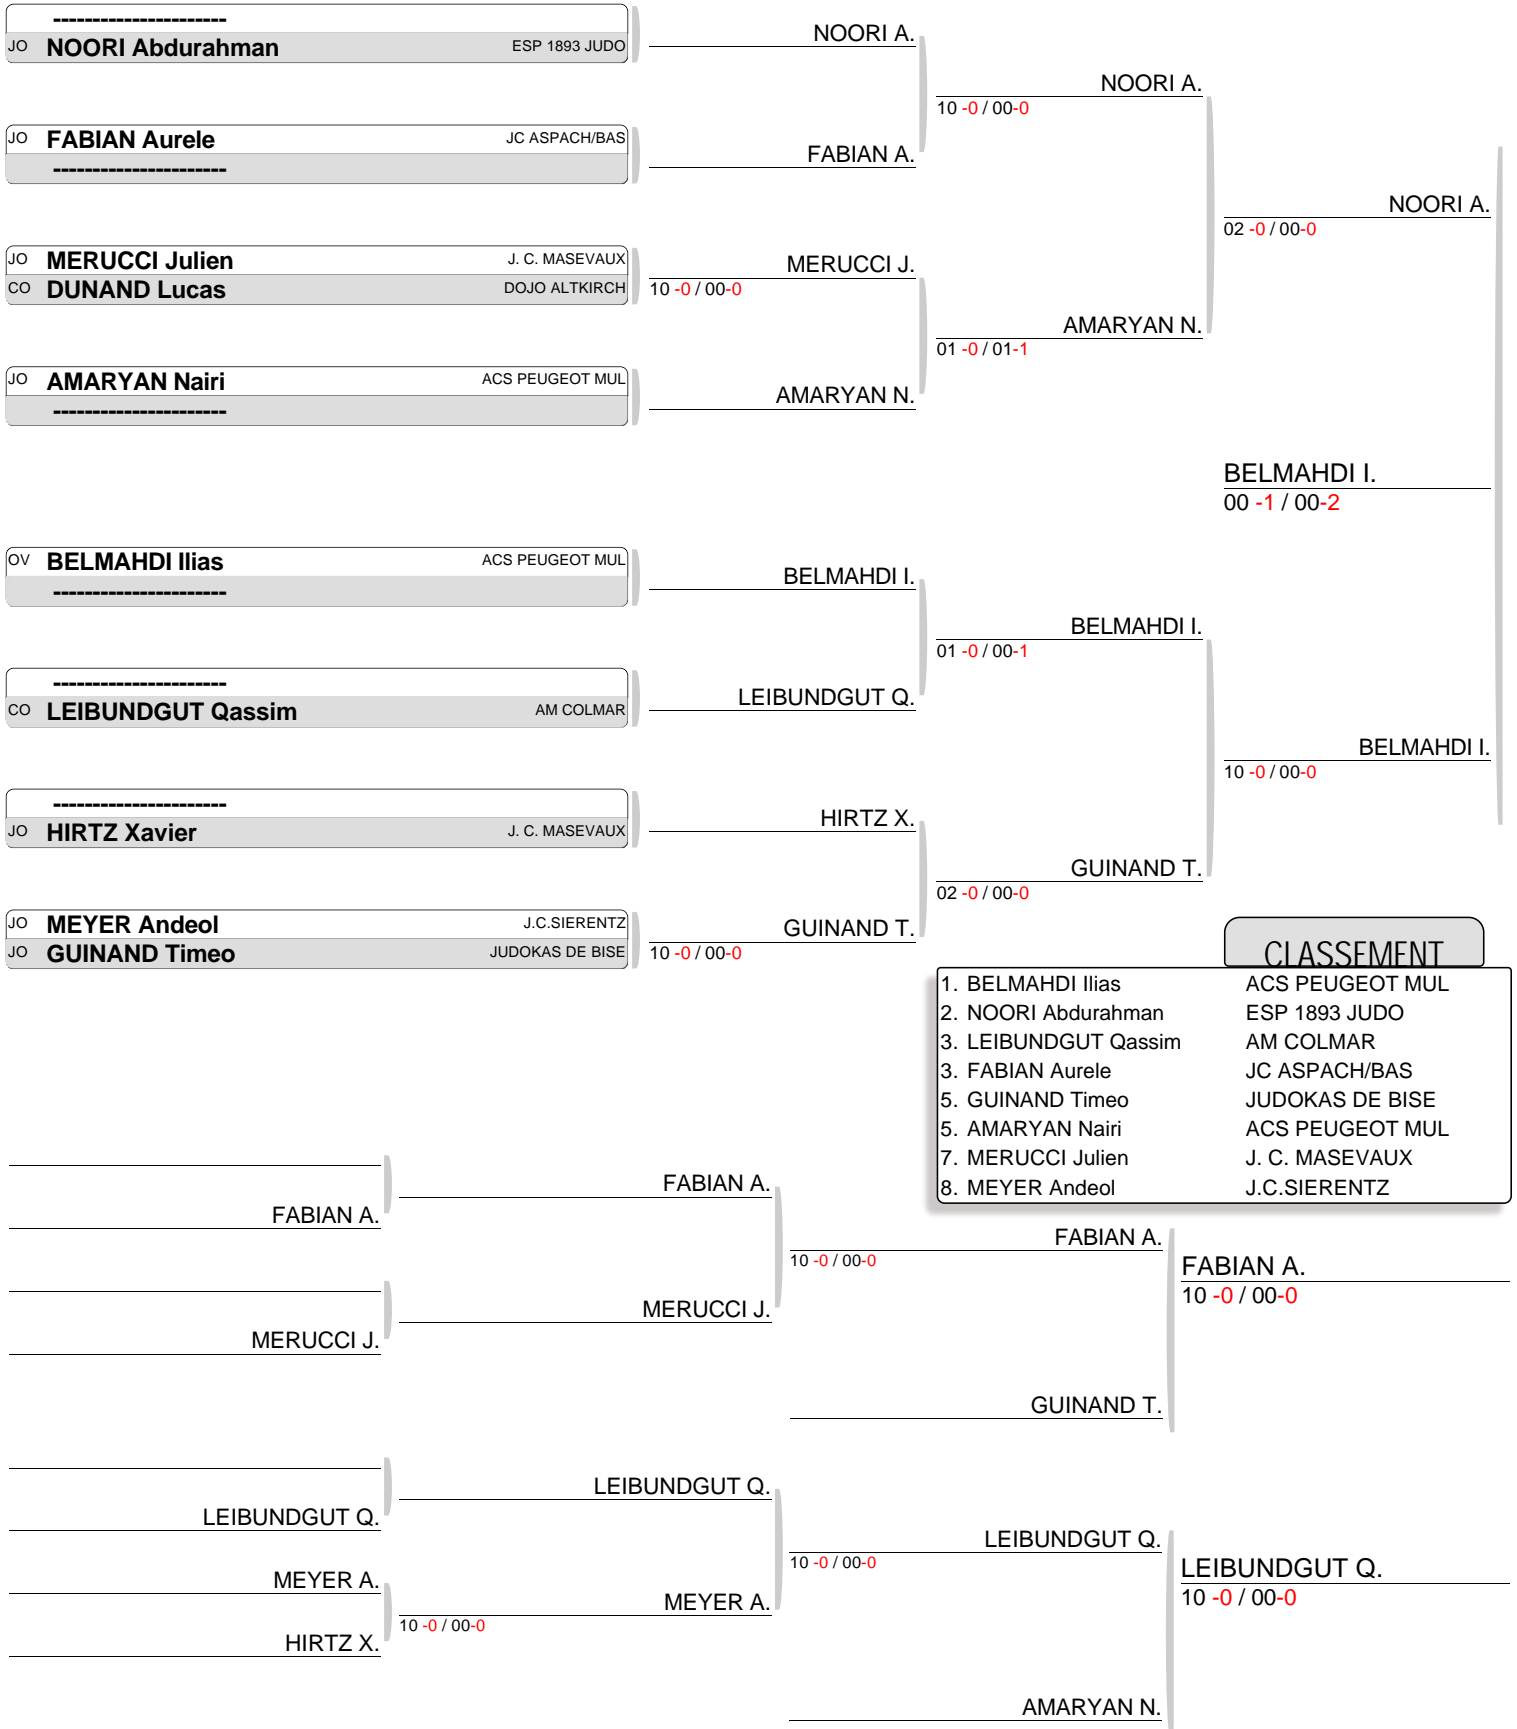 ----------------------
JO NOORI Abdurahman ESP 1893 JUDO
JO FABIAN Aurele JC ASPACH/BAS
----------------------
JO MERUCCI Julien J. C. MASEVAUX
CO DUNAND Lucas DOJO ALTKIRCH
JO AMARYAN Nairi ACS PEUGEOT MUL
----------------------
OV BELMAHDI Ilias ACS PEUGEOT MUL
----------------------
----------------------
CO LEIBUNDGUT Qassim AM COLMAR
----------------------
JO HIRTZ Xavier J. C. MASEVAUX
JO MEYER Andeol J.C.SIERENTZ
JO GUINAND Timeo JUDOKAS DE BISE
NOORI A.
FABIAN A.
MERUCCI J.
10 -0 / 00-0
AMARYAN N.
BELMAHDI I.
LEIBUNDGUT Q.
HIRTZ X.
GUINAND T.
10 -0 / 00-0
NOORI A.
10 -0 / 00-0
AMARYAN N.
01 -0 / 01-1
BELMAHDI I.
01 -0 / 00-1
GUINAND T.
02 -0 / 00-0
NOORI A.
02 -0 / 00-0
BELMAHDI I.
10 -0 / 00-0
BELMAHDI I.
00 -1 / 00-2
CLASSEMENT
1. BELMAHDI Ilias ACS PEUGEOT MUL
2. NOORI Abdurahman ESP 1893 JUDO
3. LEIBUNDGUT Qassim AM COLMAR
3. FABIAN Aurele JC ASPACH/BAS
5. GUINAND Timeo JUDOKAS DE BISE
5. AMARYAN Nairi ACS PEUGEOT MUL
7. MERUCCI Julien J. C. MASEVAUX
8. MEYER Andeol J.C.SIERENTZ
FABIAN A.
MERUCCI J.
FABIAN A.
MERUCCI J.
FABIAN A.
10 -0 / 00-0
GUINAND T.
FABIAN A.
10 -0 / 00-0
LEIBUNDGUT Q.
MEYER A.
HIRTZ X.
LEIBUNDGUT Q.
MEYER A.
10 -0 / 00-0
LEIBUNDGUT Q.
10 -0 / 00-0
AMARYAN N.
LEIBUNDGUT Q.
10 -0 / 00-0